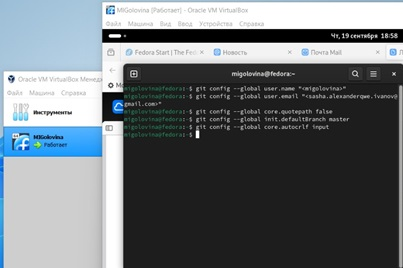 MIGolovina [Работает] - Oracle VM VirtualBox
Файл Машина Вид Ввод Устройства Справка
Чт, 19 сентября 18:58
Fedora Start | The Fed
Новость
Почта Mail
migolovina@fedora:~
migolovina@fedora:~$ git config --global user.name "<migolovina>"
migolovina@fedora:~$ git config --global user.email "<saasha.alexanderqwe.ivanov@
gmail.com>"
migolovina@fedora:~$ git config --global core.quotepath false
migolovina@fedora:~$ git config --global init.defaultBranch master
migolovina@fedora:~$ git config --global core.autocrlf input
migolovina@fedora:~$
Oracle VM VirtualBox Менед
Файл Машина Справка
Инструменты
MIGolovina
Работает